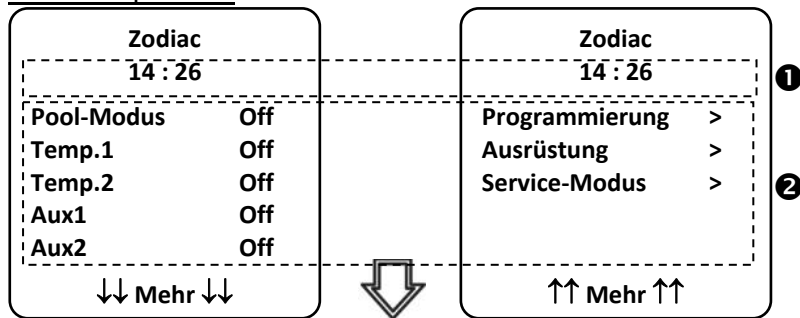 Zodiac
14 : 26
Pool-Modus Off
Temp.1 Off
Temp.2 Off
Aux1 Off
Aux2 Off
↓↓ Mehr ↓↓
Zodiac
14 : 26
Programmierung >
Ausrüstung >
Service-Modus >
↑↑ Mehr ↑↑
❶
❷